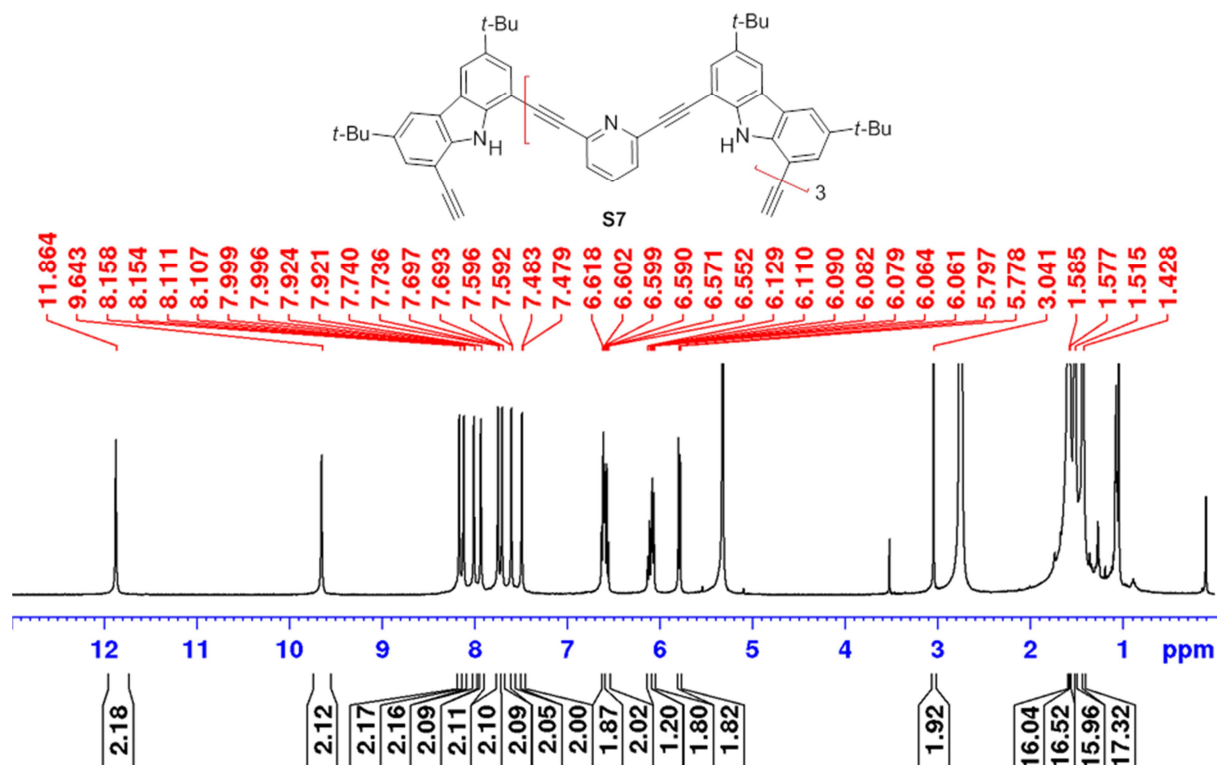 t-Bu t-Bu
t-Bu N t-Bu
N H H N
3
S7
11.864 9.643 8.158 8.154 8.111 8.107 7.999 7.996 7.924 7.921 7.740 7.736 7.697 7.693 7.596 7.592 7.483 7.479 6.618 6.602 6.599 6.590 6.571 6.552 6.129 6.110 6.090 6.082 6.079 6.064 6.061 5.797 5.778 3.041 1.585 1.577 1.515 1.428
12 11 10 9 8 7 6 5 4 3 2 1 ppm
2.18 2.12 2.17 2.16 2.09 2.11 2.10 2.09 2.05 2.00 1.87 2.02 1.20 1.80 1.82 1.92 16.04 16.52 15.96 17.32